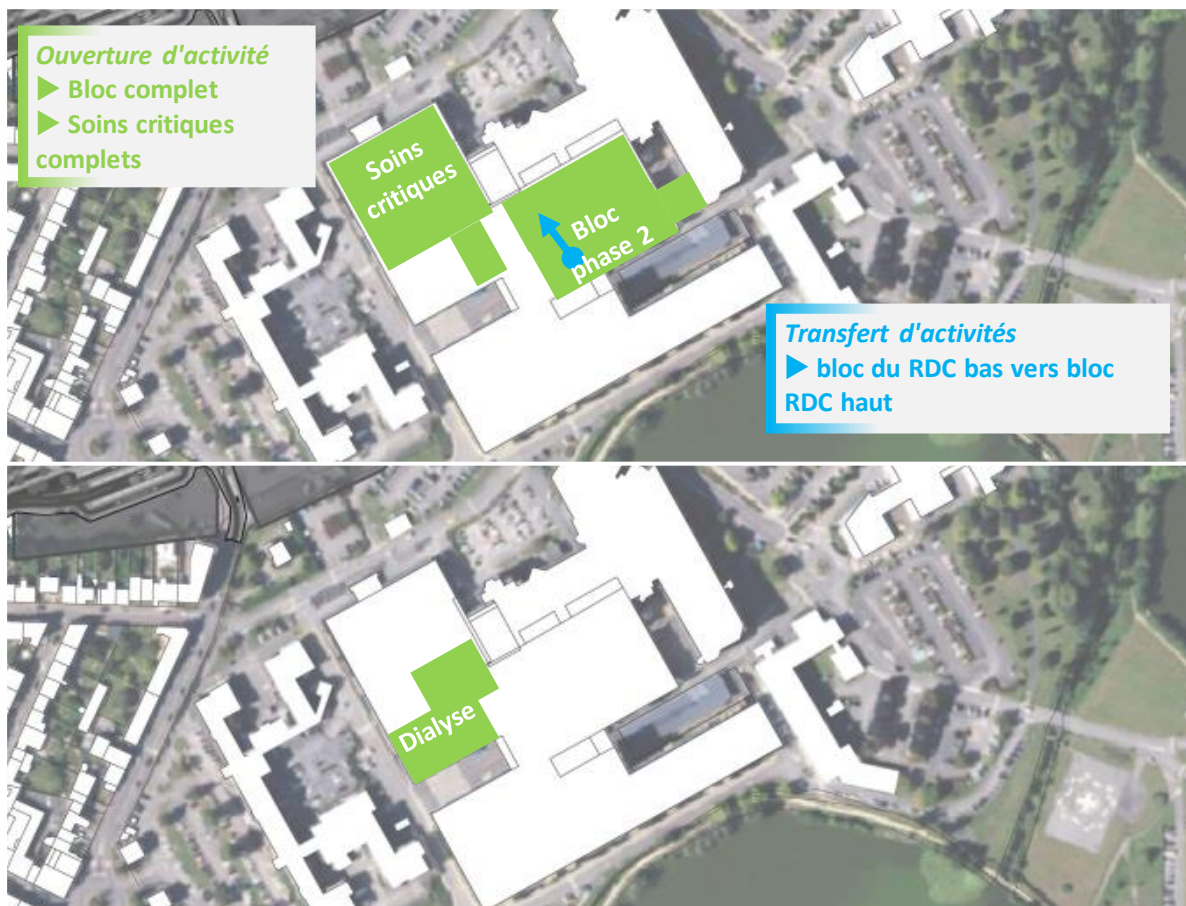 Ouverture d'activité
▶ Bloc complet
▶ Soins critiques
complets
Soins
critiques
Bloc
phase 2
Transfert d'activités
▶ bloc du RDC bas vers bloc
RDC haut
Dialyse